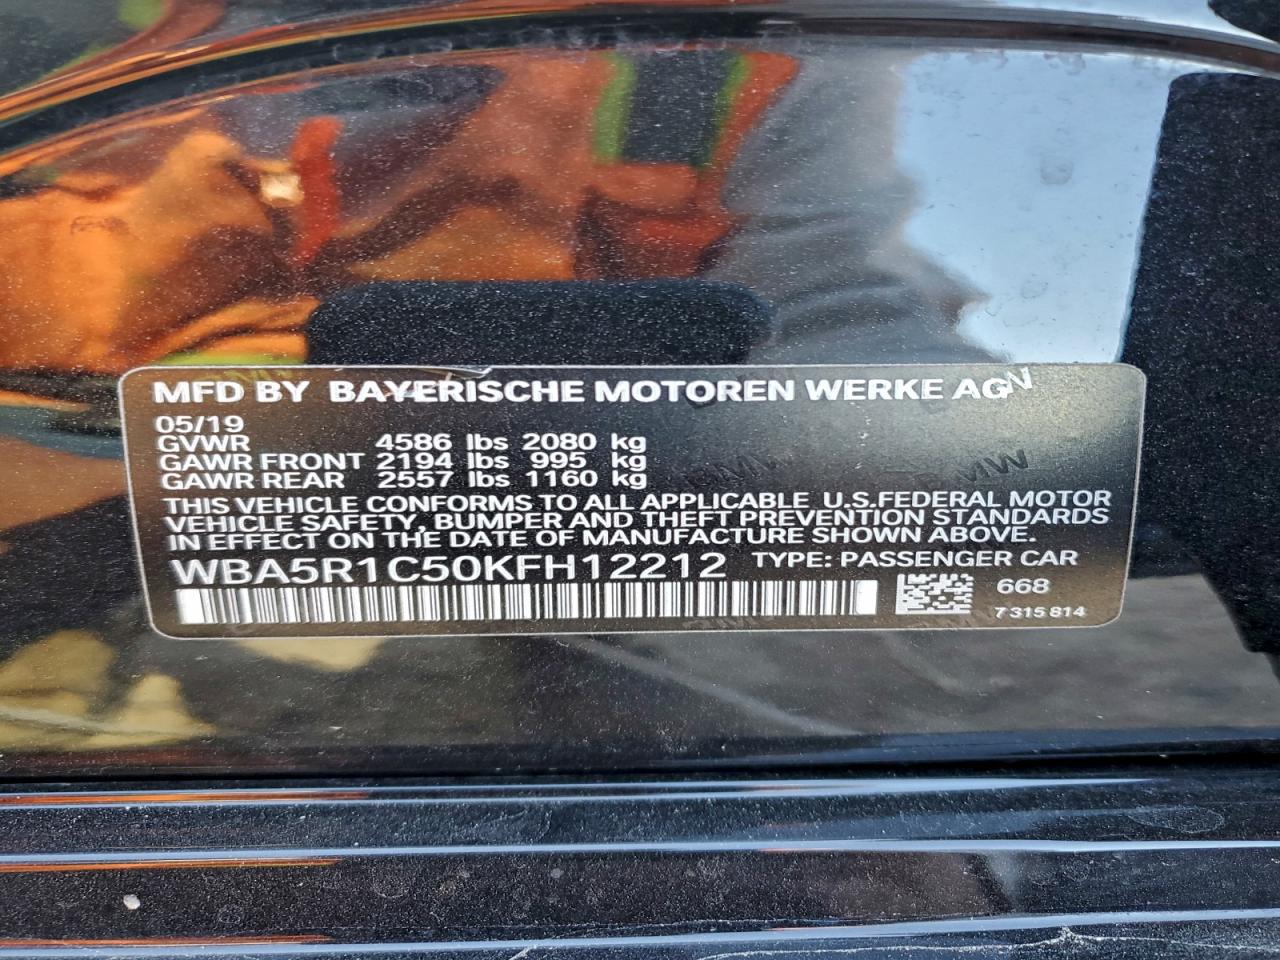 MFD BY BAYERISCHE MOTOREN WERKE AG
05/19
GVWR 4586 lbs 2080 kg
GAWR FRONT 2194 lbs 995 kg
GAWR REAR 2557 lbs 1160 kg
THIS VEHICLE CONFORMS TO ALL APPLICABLE U.S.FEDERAL MOTOR
VEHICLE SAFETY, BUMPER AND THEFT PREVENTION STANDARDS
IN EFFECT ON THE DATE OF MANUFACTURE SHOWN ABOVE.
WBA5R1C50KFH12212 TYPE: PASSENGER CAR
668
7 315 814